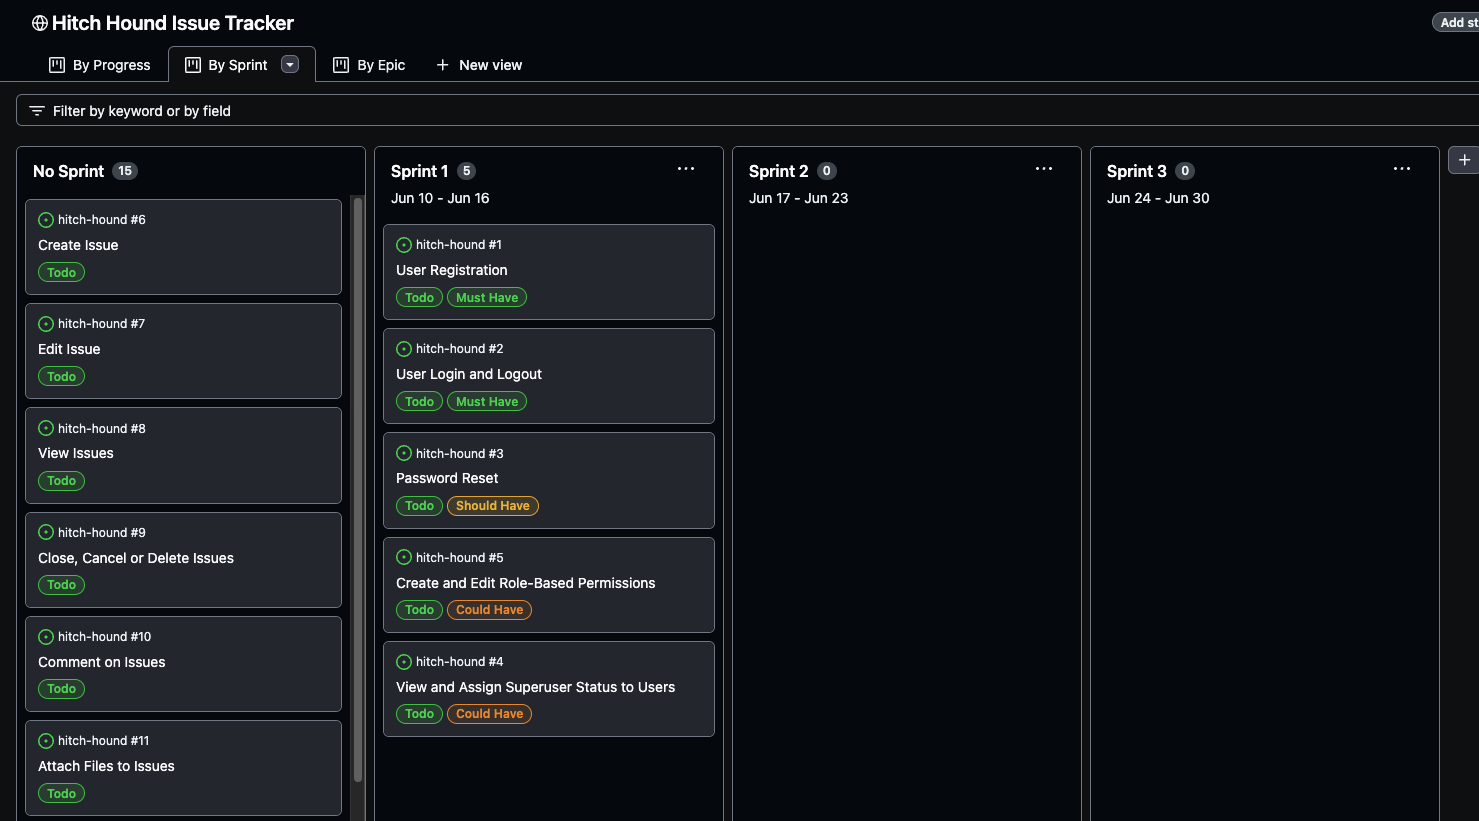 Hitch Hound Issue Tracker
Add st
By Progress
By Sprint
By Epic
New view
Filter by keyword or by field
No Sprint 15
hitch-hound #6
Create Issue
Todo
hitch-hound #7
Edit Issue
Todo
hitch-hound #8
View Issues
Todo
hitch-hound #9
Close, Cancel or Delete Issues
Todo
hitch-hound #10
Comment on Issues
Todo
hitch-hound #11
Attach Files to Issues
Todo
Sprint 1 5
Jun 10 - Jun 16
hitch-hound #1
User Registration
Todo Must Have
hitch-hound #2
User Login and Logout
Todo Must Have
hitch-hound #3
Password Reset
Todo Should Have
hitch-hound #5
Create and Edit Role-Based Permissions
Todo Could Have
hitch-hound #4
View and Assign Superuser Status to Users
Todo Could Have
Sprint 2 0
Jun 17 - Jun 23
Sprint 3 0
Jun 24 - Jun 30